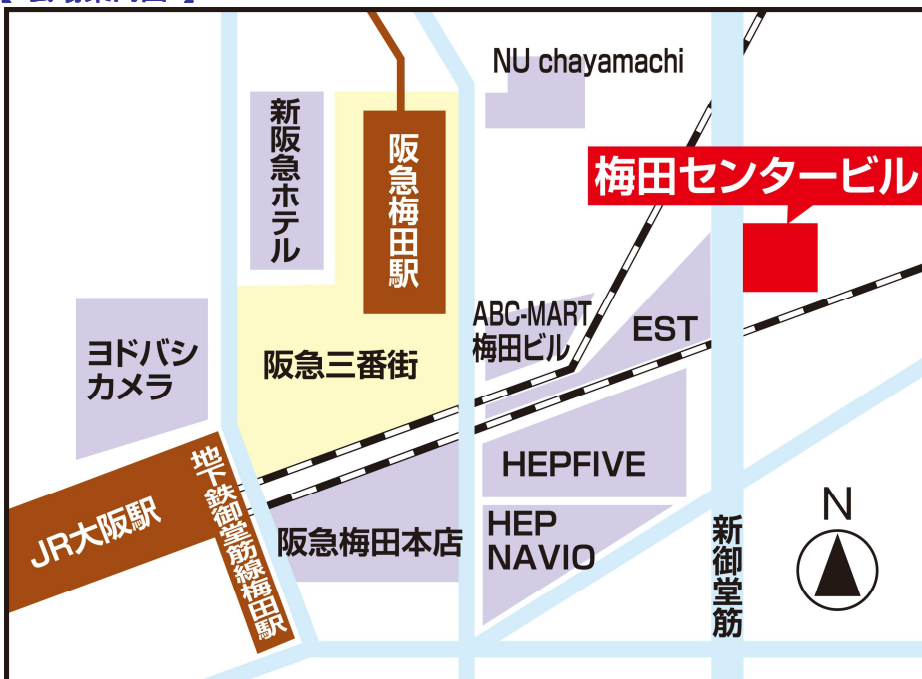 NU chayamachi
新阪急ホテル
阪急梅田駅
梅田センタービル
ABC-MART
梅田ビル
EST
ヨドバシ
カメラ
阪急三番街
HEPFIVE
JR大阪駅
地下鉄御堂筋線梅田駅
阪急梅田本店
HEP
NAVIO
新御堂筋
N